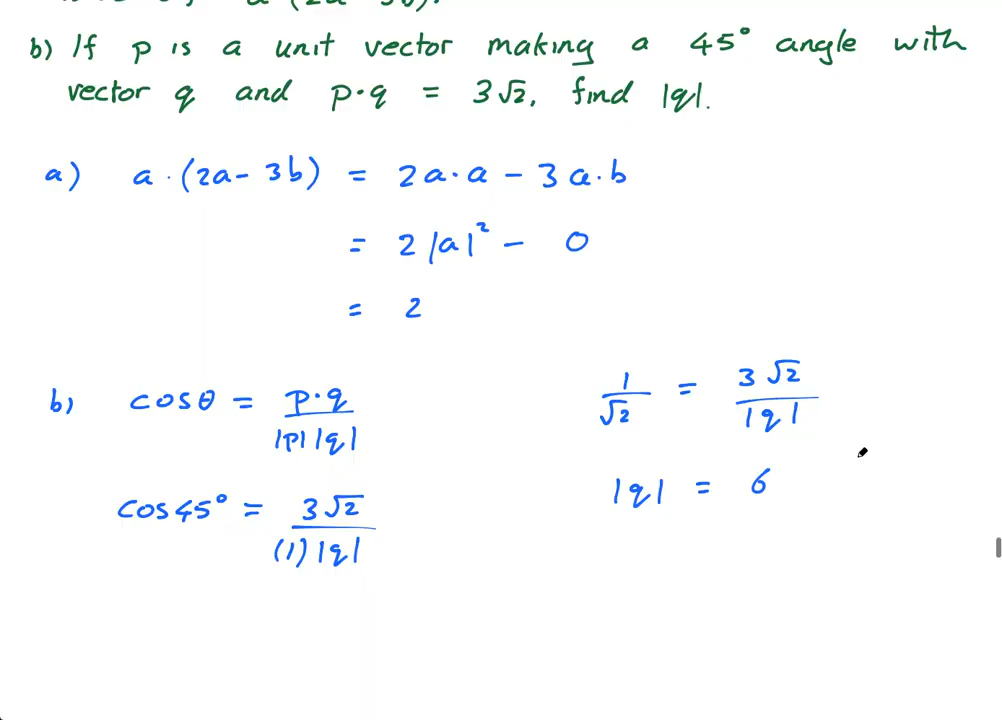 b) If p is a unit vector making a 45° angle with
vector q and p·q = 3√2, find |q|.
a) a·(2a - 3b) = 2a·a - 3a·b
= 2|a|² - 0
= 2
b) cosθ = p·q / |p||q|
cos45° = 3√2 / (1)|q|
1/√2 = 3√2 / |q|
|q| = 6